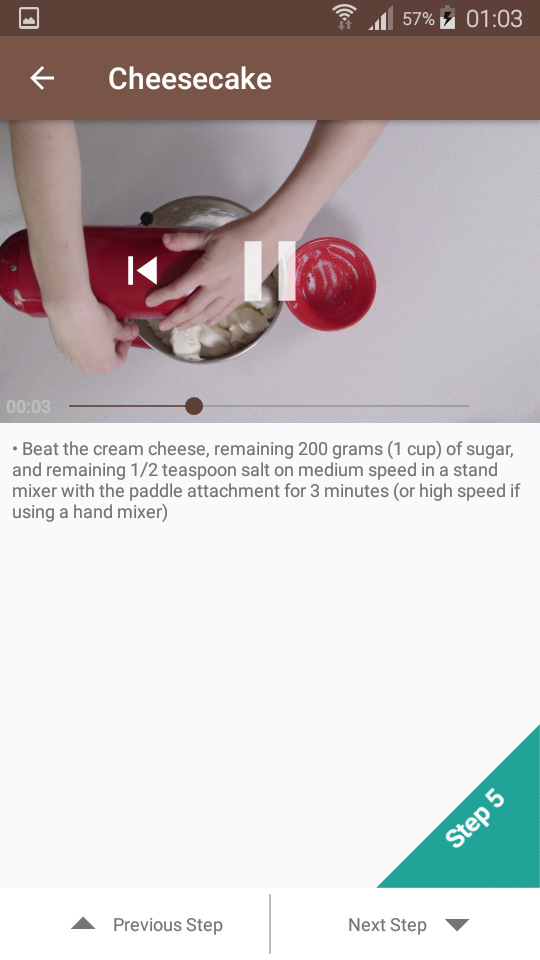 57% 01:03
Cheesecake
00:03
• Beat the cream cheese, remaining 200 grams (1 cup) of sugar,
and remaining 1/2 teaspoon salt on medium speed in a stand
mixer with the paddle attachment for 3 minutes (or high speed if
using a hand mixer)
Step 5
Previous Step
Next Step